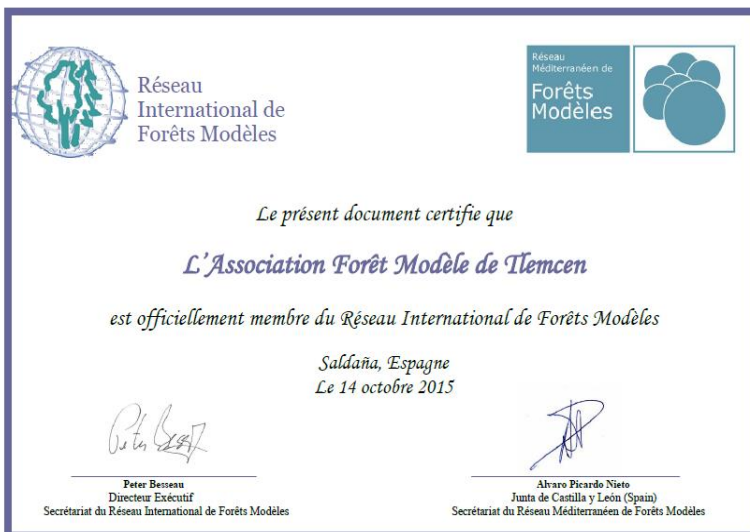 Réseau
International de
Forêts Modèles
Réseau
Méditerranéen de
Forêts
Modèles
Le présent document certifie que
L'Association Forêt Modèle de Tlemcen
est officiellement membre du Réseau International de Forêts Modèles
Saldaña, Espagne
Le 14 octobre 2015
Peter Besseau
Directeur Exécutif
Secrétariat du Réseau International de Forêts Modèles
Alvaro Picardo Nieto
Junta de Castilla y León (Spain)
Secrétariat du Réseau Méditerranéen de Forêts Modèles